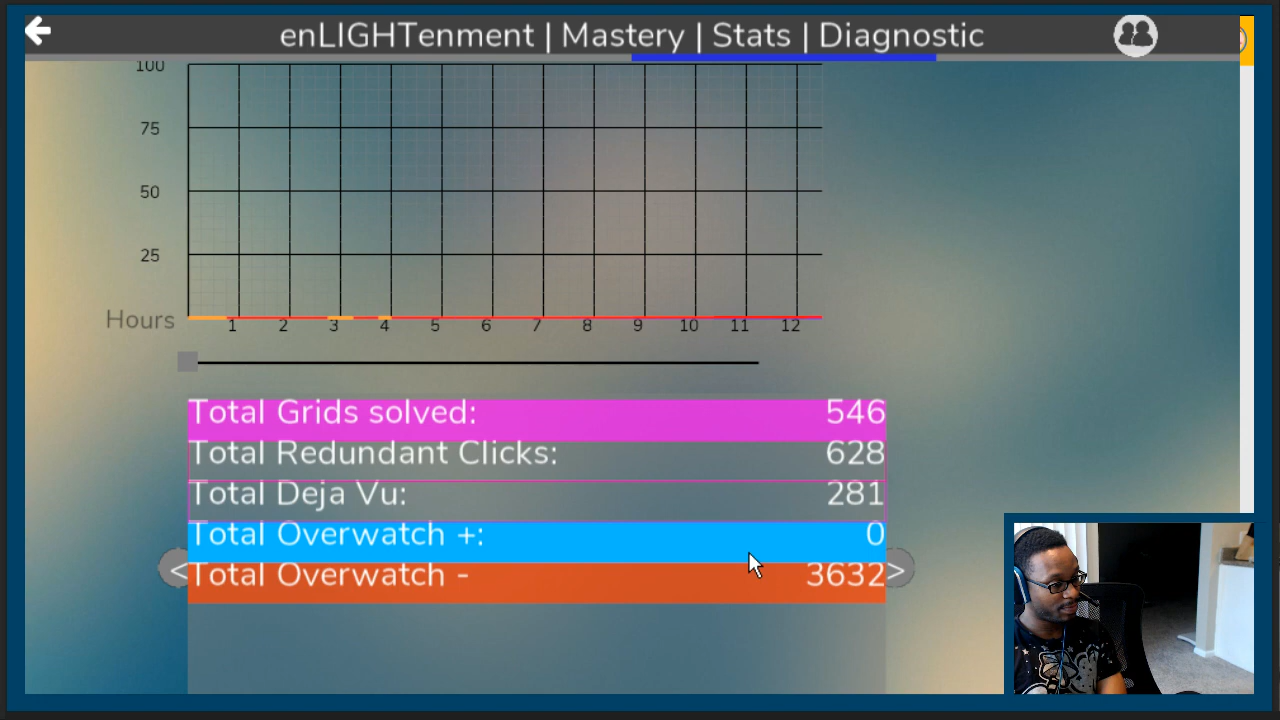 enLIGHTenment | Mastery | Stats | Diagnostic
100
75
50
25
Hours
1 2 3 4 5 6 7 8 9 10 11 12
Total Grids solved: 546
Total Redundant Clicks: 628
Total Deja Vu: 281
Total Overwatch +: 0
< Total Overwatch - 3632 >